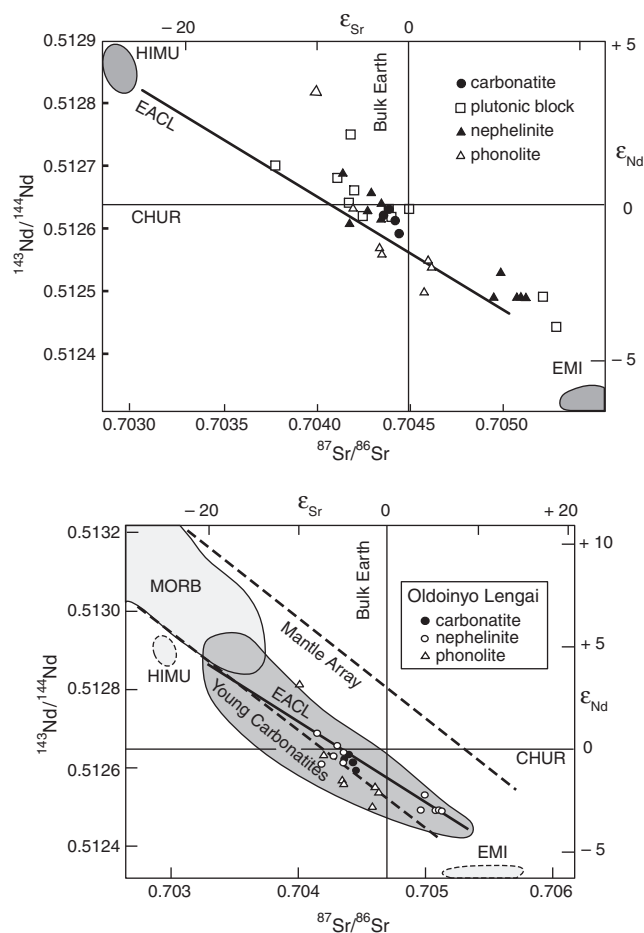 − 20
εSr
0
0.5129
HIMU
+ 5
Bulk Earth
carbonatite
plutonic block
nephelinite
phonolite
0.5128
EACL
0.5127
εNd
CHUR
0
0.5126
143Nd/144Nd
0.5125
0.5124
− 5
EMI
0.7030
0.7035
0.7040
0.7045
0.7050
87Sr/86Sr
− 20
εSr
0
+ 20
0.5132
+ 10
Bulk Earth
Oldoinyo Lengai
carbonatite
nephelinite
phonolite
MORB
0.5130
Mantle Array
HIMU
+ 5
EACL
0.5128
143Nd/144Nd
Young Carbonatites
εNd
0
CHUR
0.5126
0.5124
EMI
− 5
0.703
0.704
0.705
0.706
87Sr/86Sr